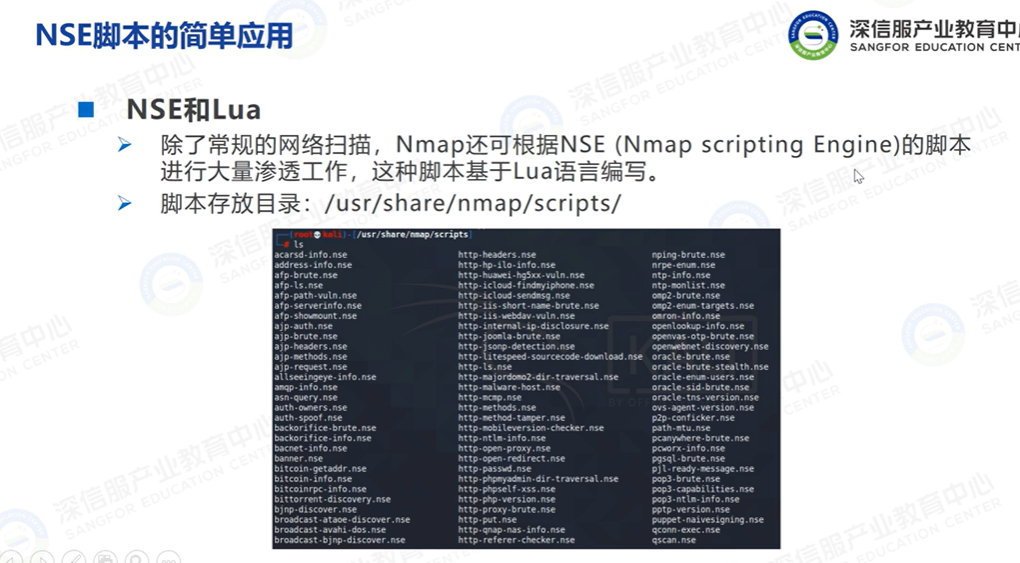 NSE脚本的简单应用
深信服产业教育中
SANGFOR EDUCATION CENT
NSE和Lua
除了常规的网络扫描，Nmap还可根据NSE (Nmap scripting Engine)的脚本
进行大量渗透工作，这种脚本基于Lua语言编写。
脚本存放目录：/usr/share/nmap/scripts/
(root kali)-[/usr/share/nmap/scripts]
# ls
acarsd-info.nse http-headers.nse nping-brute.nse
address-info.nse http-hp-ilo-info.nse nrpe-enum.nse
afp-brute.nse http-huawei-hg5xx-vuln.nse ntp-info.nse
afp-ls.nse http-icloud-findmyiphone.nse ntp-monlist.nse
afp-path-vuln.nse http-icloud-sendmsg.nse omp2-brute.nse
afp-serverinfo.nse http-iis-short-name-brute.nse omp2-enum-targets.nse
afp-showmount.nse http-iis-webdav-vuln.nse omron-info.nse
ajp-auth.nse http-internal-ip-disclosure.nse openlookup-info.nse
ajp-brute.nse http-joomla-brute.nse openvas-otp-brute.nse
ajp-headers.nse http-jsonp-detection.nse openwebnet-discovery.nse
ajp-methods.nse http-litespeed-sourcecode-download.nse oracle-brute.nse
ajp-request.nse http-ls.nse oracle-brute-stealth.nse
allseeingeye-info.nse http-majordomo2-dir-traversal.nse oracle-enum-users.nse
amqp-info.nse http-malware-host.nse oracle-sid-brute.nse
asn-query.nse http-mcmp.nse oracle-tns-version.nse
auth-owners.nse http-methods.nse ovs-agent-version.nse
auth-spoof.nse http-method-tamper.nse p2p-conficker.nse
backorifice-brute.nse http-mobileversion-checker.nse path-mtu.nse
backorifice-info.nse http-ntlm-info.nse pcanywhere-brute.nse
bacnet-info.nse http-open-proxy.nse pcworx-info.nse
banner.nse http-open-redirect.nse pgsql-brute.nse
bitcoin-getaddr.nse http-passwd.nse pjl-ready-message.nse
bitcoin-info.nse http-phpmyadmin-dir-traversal.nse pop3-brute.nse
bitcoinrpc-info.nse http-phpself-xss.nse pop3-capabilities.nse
bittorrent-discovery.nse http-php-version.nse pop3-ntlm-info.nse
bjnp-discover.nse http-proxy-brute.nse pptp-version.nse
broadcast-ataoe-discover.nse http-put.nse puppet-naivesigning.nse
broadcast-avahi-dos.nse http-qnap-nas-info.nse qconn-exec.nse
broadcast-bjnp-discover.nse http-referer-checker.nse qscan.nse